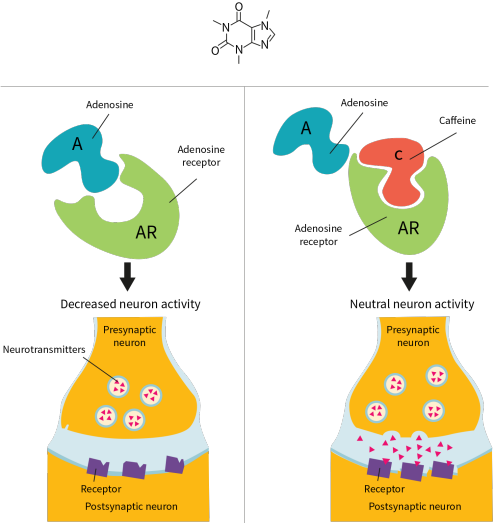 O
N
N
O
N
N
Adenosine
A
Adenosine
receptor
AR
Decreased neuron activity
Presynaptic
neuron
Neurotransmitters
Receptor
Postsynaptic neuron
Adenosine
A
Caffeine
c
Adenosine
receptor
AR
Neutral neuron activity
Presynaptic
neuron
Receptor
Postsynaptic neuron